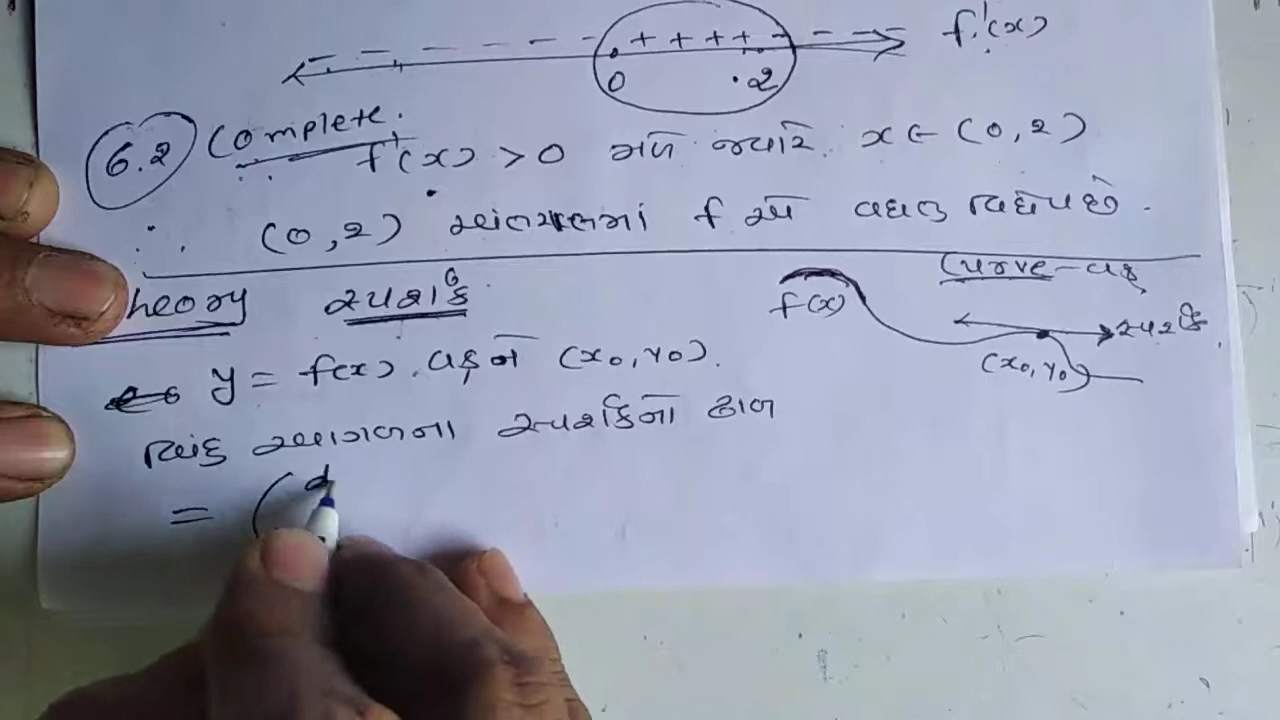 - - - - - - + + + + - - - - f'(x)
0 2
6.2 Complete.
f'(x) > 0 મળે જ્યારે x ∈ (0,2)
∴ (0,2) અંતરાલમાં f એ વધતુ વિધેય છે.
Theory સ્પર્શક
Curve-વક્ર
f(x)
સ્પર્શક
(x₀,y₀)
y = f(x) વક્રને (x₀,y₀).
બિંદુ આગળના સ્પર્શકનો ઢાળ
= (d